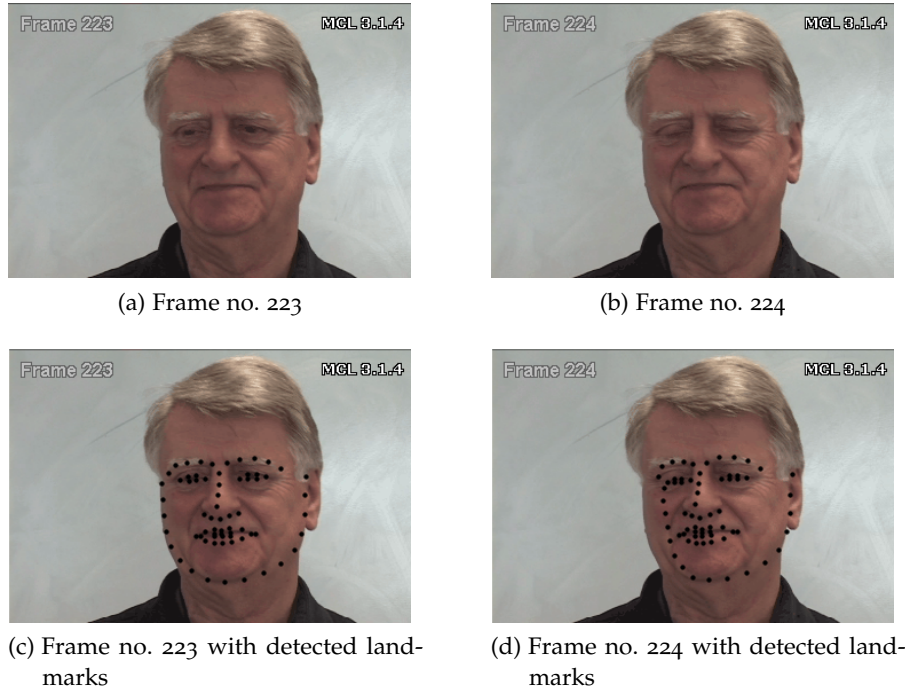 Frame 223
MCL 3.1.4
Frame 224
MCL 3.1.4
(a) Frame no. 223
(b) Frame no. 224
Frame 223
MCL 3.1.4
Frame 224
MCL 3.1.4
(c) Frame no. 223 with detected land-
marks
(d) Frame no. 224 with detected land-
marks